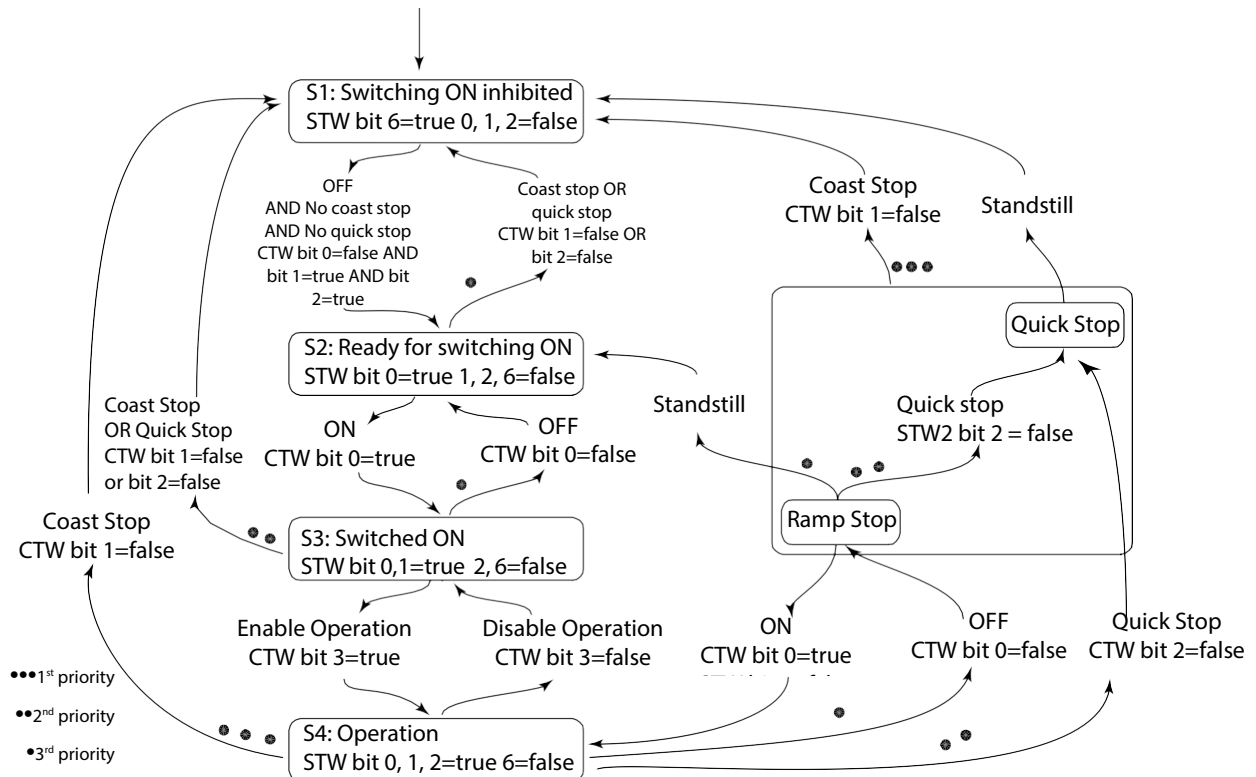 S1: Switching ON inhibited
STW bit 6=true 0, 1, 2=false
OFF
AND No coast stop
AND No quick stop
CTW bit 0=false AND
bit 1=true AND bit
2=true
Coast stop OR
quick stop
CTW bit 1=false OR
bit 2=false
Coast Stop
CTW bit 1=false
Standstill
Quick Stop
S2: Ready for switching ON
STW bit 0=true 1, 2, 6=false
Standstill
Quick stop
STW2 bit 2 = false
Coast Stop
OR Quick Stop
CTW bit 1=false
or bit 2=false
ON
CTW bit 0=true
OFF
CTW bit 0=false
Ramp Stop
Coast Stop
CTW bit 1=false
S3: Switched ON
STW bit 0,1=true 2, 6=false
Enable Operation
CTW bit 3=true
Disable Operation
CTW bit 3=false
ON
CTW bit 0=true
OFF
CTW bit 0=false
Quick Stop
CTW bit 2=false
•••1st priority
••2nd priority
•3rd priority
S4: Operation
STW bit 0, 1, 2=true 6=false